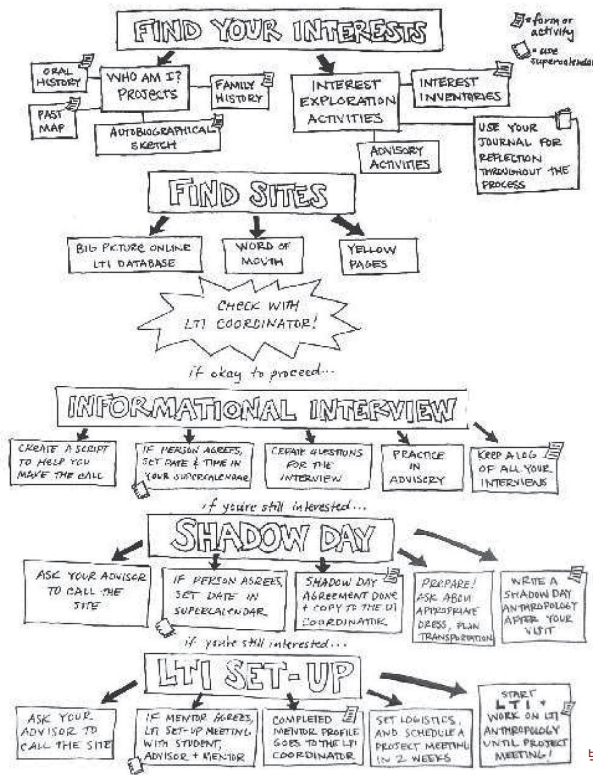 FIND YOUR INTERESTS
= form or
activity
= use
supercalendar
ORAL
HISTORY
WHO AM I?
PROJECTS
FAMILY
HISTORY
PAST
MAP
AUTOBIOGRAPHICAL
SKETCH
INTEREST
EXPLORATION
ACTIVITIES
INTEREST
INVENTORIES
ADVISORY
ACTIVITIES
USE YOUR
JOURNAL FOR
REFLECTION
THROUGHOUT THE
PROCESS
FIND SITES
BIG PICTURE ONLINE
LTI DATABASE
WORD OF
MOUTH
YELLOW
PAGES
CHECK WITH
LTI COORDINATOR!
if okay to proceed...
INFORMATIONAL INTERVIEW
CREATE A SCRIPT
TO HELP YOU
MAKE THE CALL
IF PERSON AGREES,
SET DATE & TIME IN
YOUR SUPERCALENDAR
CREATE QUESTIONS
FOR THE
INTERVIEW
PRACTICE
IN
ADVISORY
KEEP A LOG
OF ALL YOUR
INTERVIEWS
if you're still interested...
SHADOW DAY
ASK YOUR ADVISOR
TO CALL THE
SITE
IF PERSON AGREES,
SET DATE IN
SUPERCALENDAR
SHADOW DAY
AGREEMENT DONE
+ COPY TO THE LTI
COORDINATOR
PREPARE!
ASK ABOUT
APPROPRIATE
DRESS, PLAN
TRANSPORTATION
WRITE A
SHADOW DAY
ANTHROPOLOGY
AFTER YOUR
VISIT
if you're still interested...
LTI SET-UP
ASK YOUR
ADVISOR TO
CALL THE SITE
IF MENTOR AGREES,
LTI SET-UP MEETING
WITH STUDENT,
ADVISOR + MENTOR
COMPLETED
MENTOR PROFILE
GOES TO THE LTI
COORDINATOR
SET LOGISTICS,
AND SCHEDULE A
PROJECT MEETING
IN 2 WEEKS
START
LTI +
WORK ON LTI
ANTHROPOLOGY
UNTIL PROJECT
MEETING!